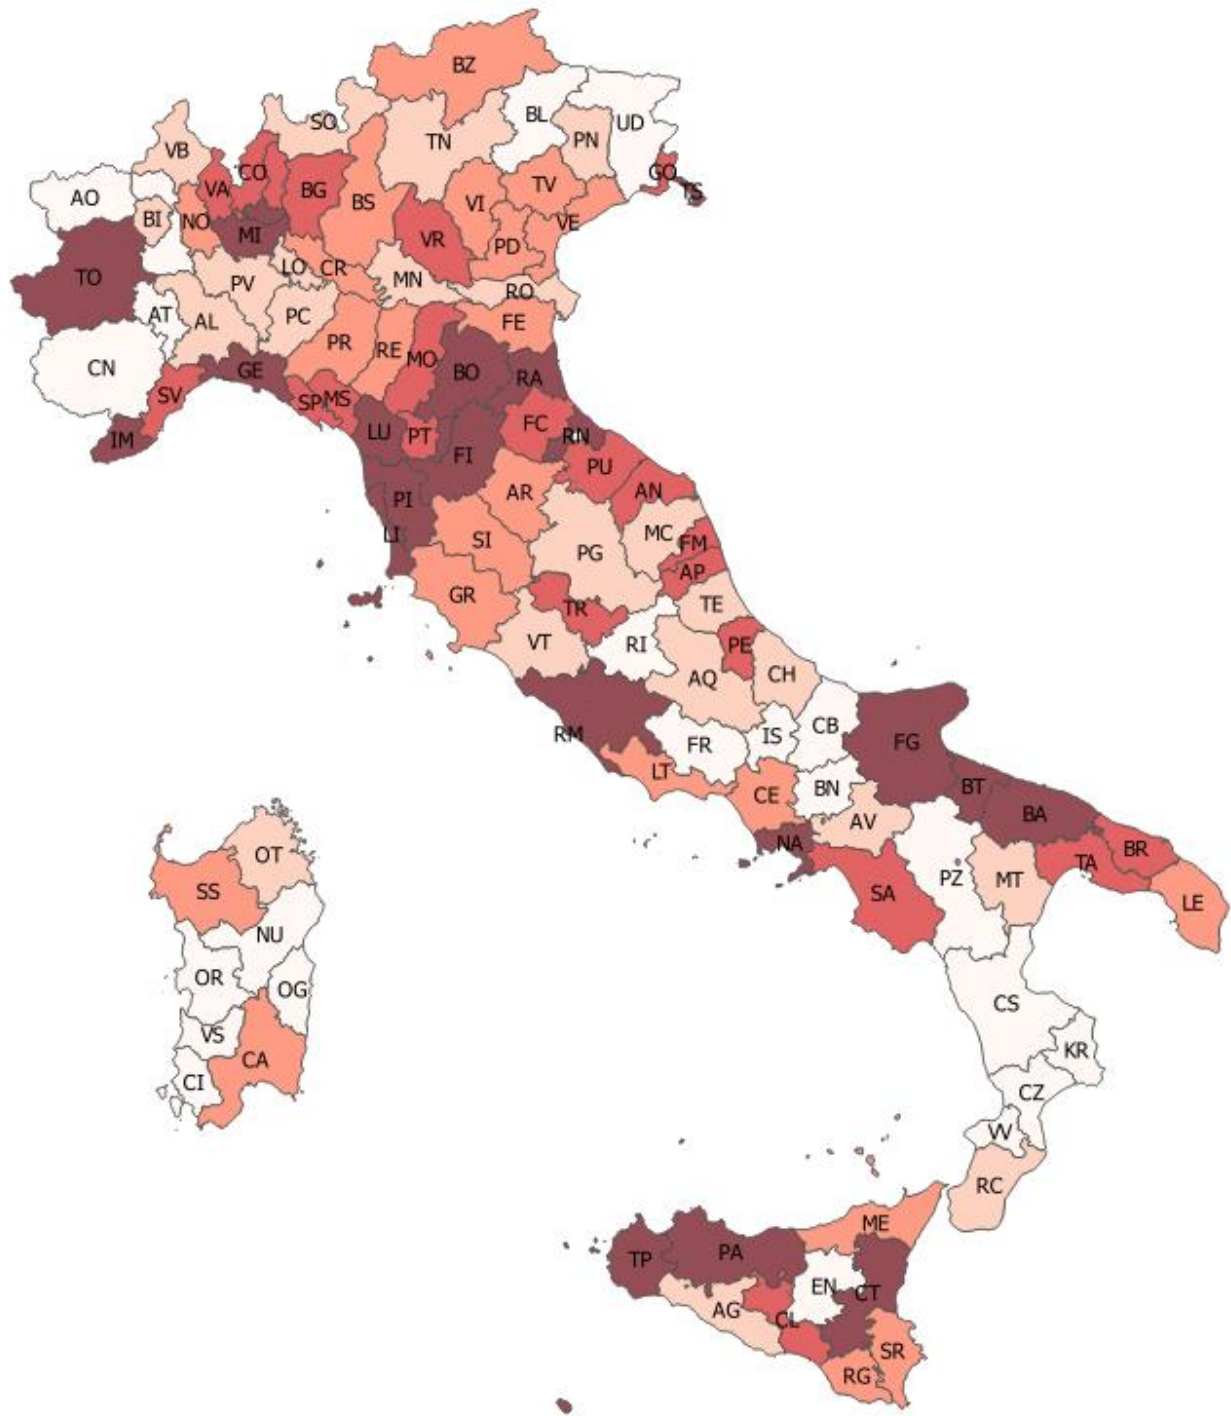 BZ
BL
UD
SO
TN
PN
VB
GO
CO
TS
VA
BG
TV
AO
BS
VI
BI
NO
VE
MI
VR
PD
LO
CR
TO
MN
PV
RO
AT
AL
PC
FE
PR
RE
MO
CN
GE
BO
RA
SV
SP
MS
FC
LU
PT
RN
IM
FI
PU
AR
AN
PI
LI
SI
MC
FM
PG
AP
GR
TR
TE
VT
RI
PE
AQ
CH
RM
FR
IS
CB
FG
LT
BN
BT
CE
AV
BA
NA
BR
OT
TA
PZ
MT
SS
SA
LE
NU
OR
OG
CS
VS
KR
CA
CI
CZ
VV
RC
ME
TP
PA
EN
CT
AG
CL
SR
RG